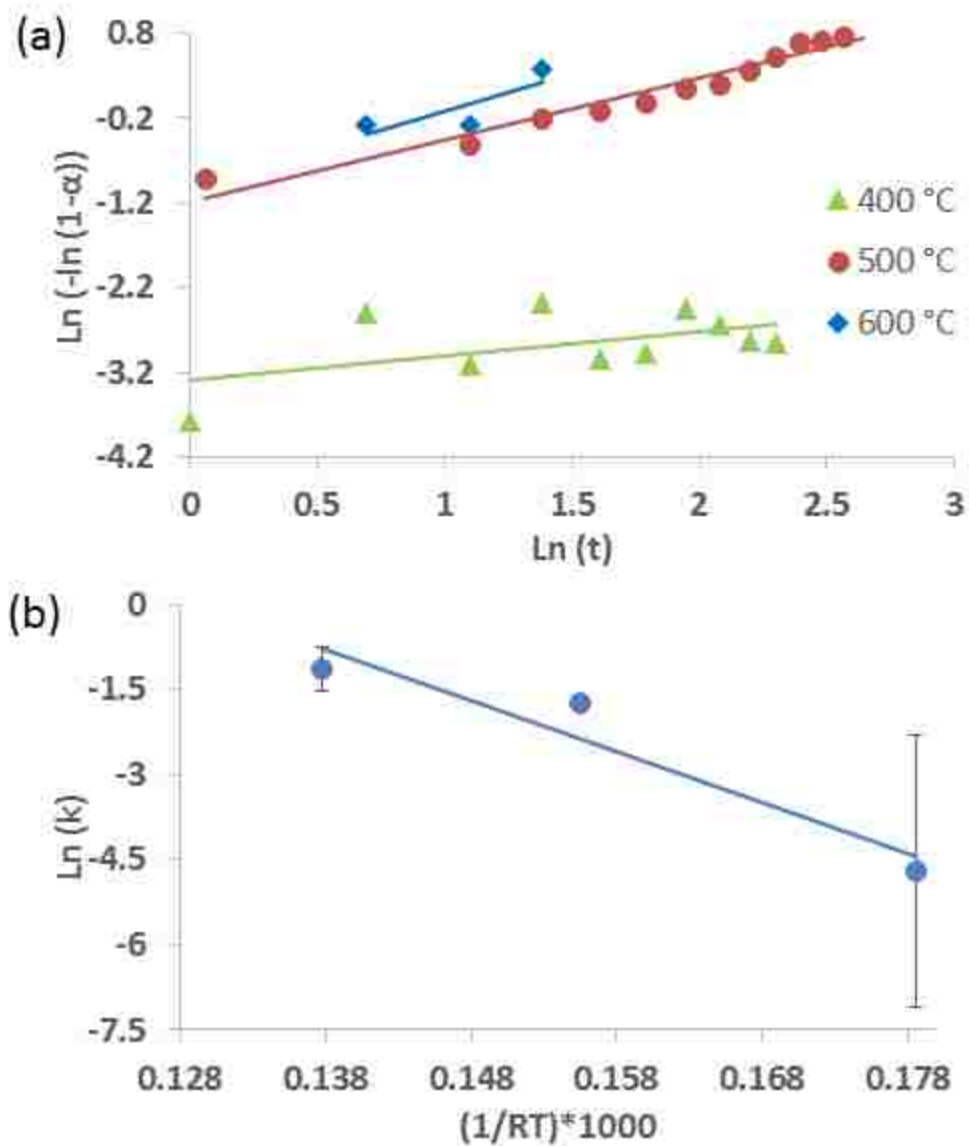 (a)
0.8
-0.2
-1.2
-2.2
-3.2
-4.2
Ln (-ln (1-α))
400 °C
500 °C
600 °C
0 0.5 1 1.5 2 2.5 3
Ln (t)
(b)
0
-1.5
-3
-4.5
-6
-7.5
Ln (k)
0.128 0.138 0.148 0.158 0.168 0.178
(1/RT)*1000